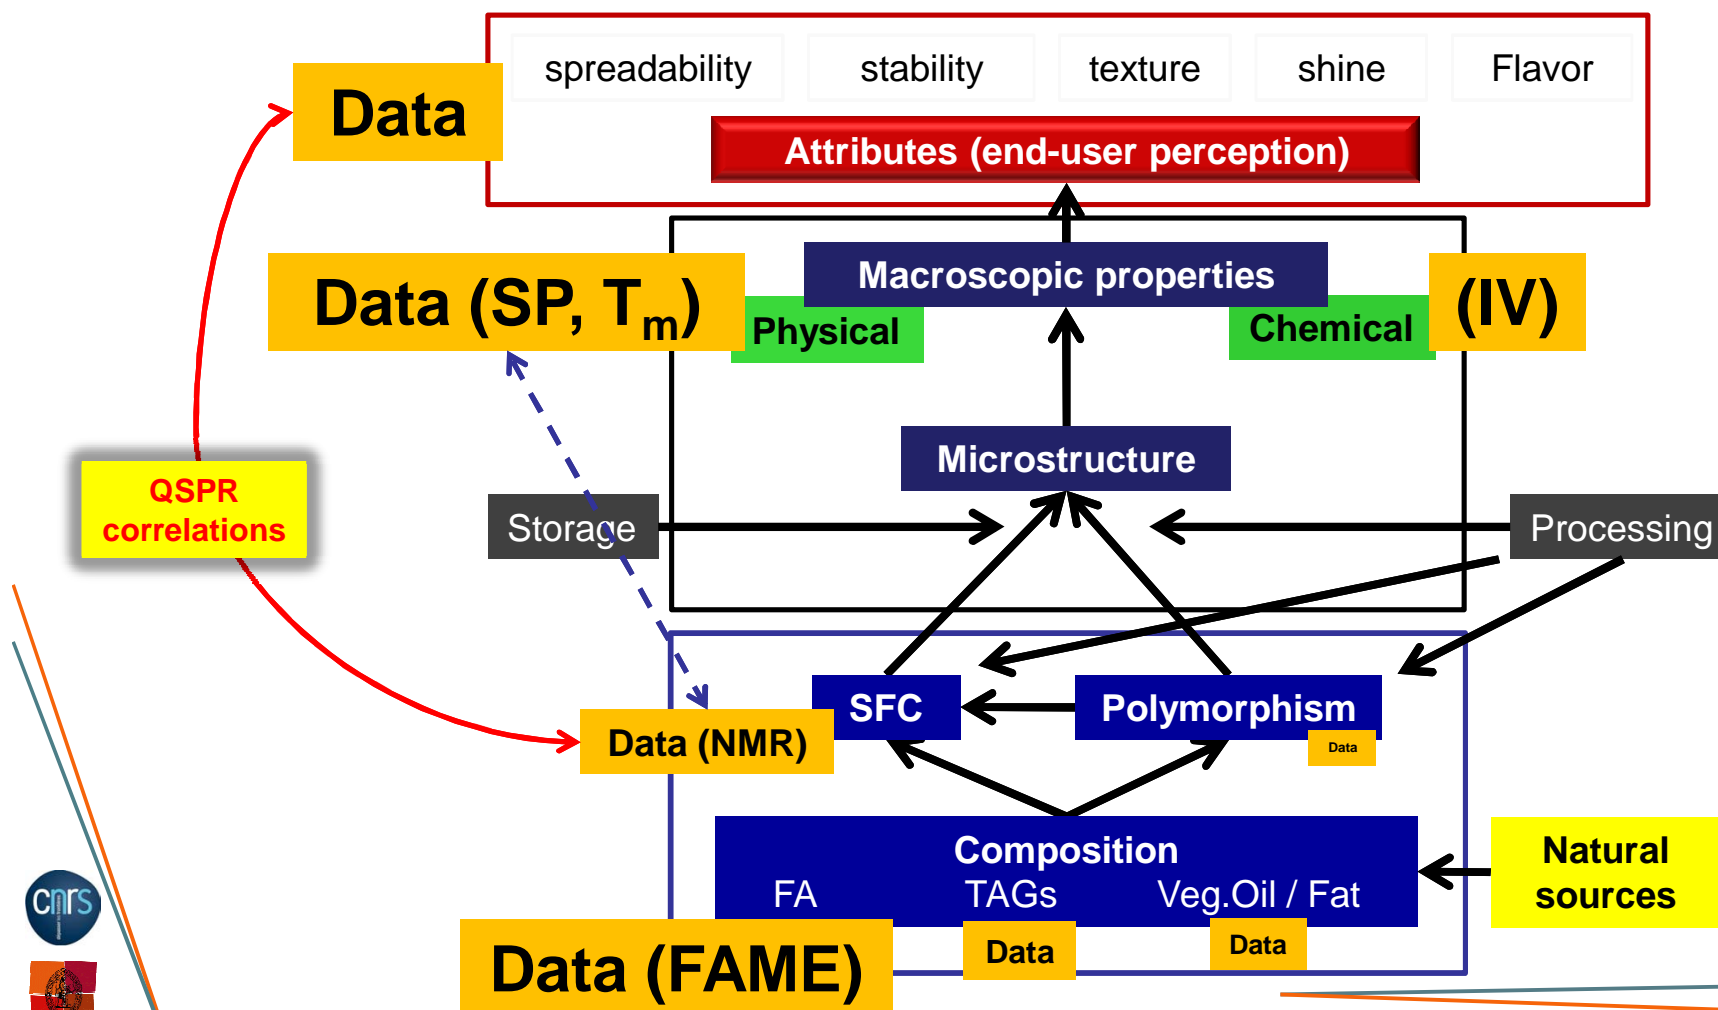 spreadability
stability
texture
shine
Flavor
Data
Attributes (end-user perception)
Macroscopic properties
Data (SP, Tm)
Physical
Chemical
(IV)
Microstructure
QSPR
correlations
Storage
Processing
SFC
Polymorphism
Data (NMR)
Data
Composition
FA
TAGs
Veg.Oil / Fat
Natural
sources
Data (FAME)
Data
Data
cnrs